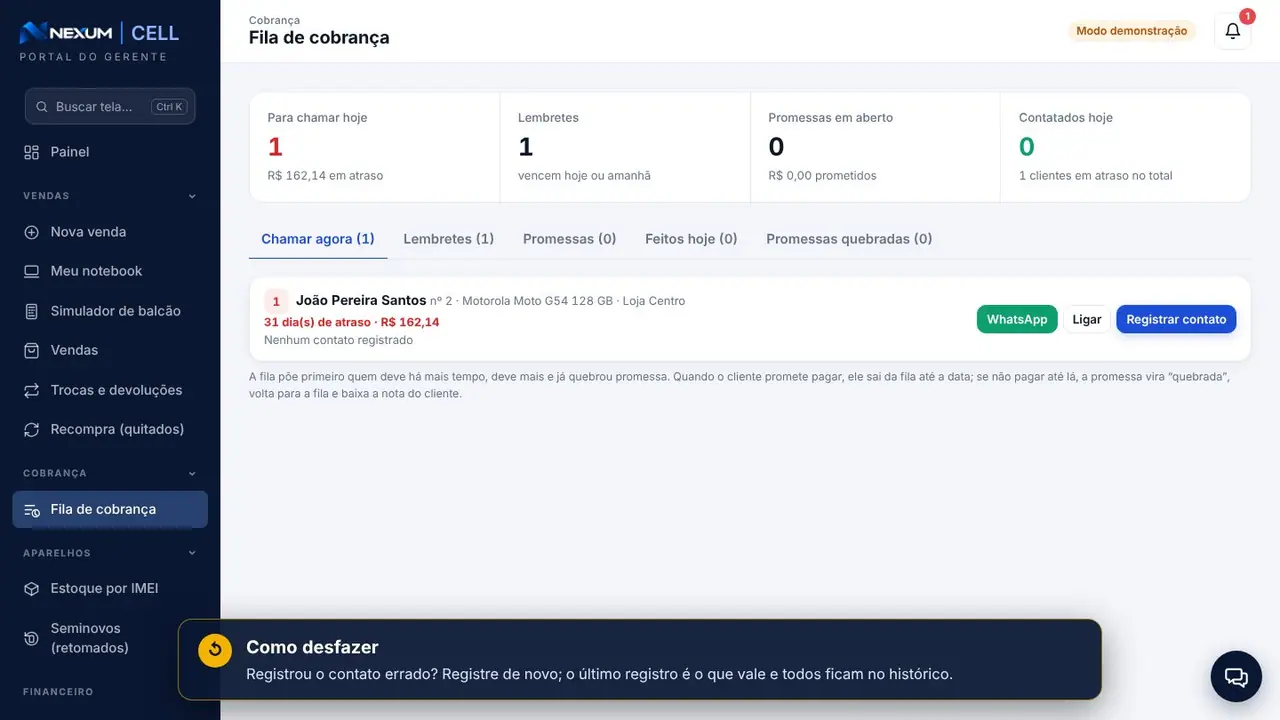 NEXUM | CELL
PORTAL DO GERENTE
Buscar tela... Ctrl K
Painel
VENDAS
Nova venda
Meu notebook
Simulador de balcão
Vendas
Trocas e devoluções
Recompra (quitados)
COBRANÇA
Fila de cobrança
APARELHOS
Estoque por IMEI
Seminovos
(retomados)
FINANCEIRO
Cobrança
Fila de cobrança
Modo demonstração
1
Para chamar hoje
1
R$ 162,14 em atraso
Lembretes
1
vencem hoje ou amanhã
Promessas em aberto
0
R$ 0,00 prometidos
Contatados hoje
0
1 clientes em atraso no total
Chamar agora (1) Lembretes (1) Promessas (0) Feitos hoje (0) Promessas quebradas (0)
1 João Pereira Santos nº 2 · Motorola Moto G54 128 GB · Loja Centro
31 dia(s) de atraso · R$ 162,14
Nenhum contato registrado
WhatsApp Ligar Registrar contato
A fila põe primeiro quem deve há mais tempo, deve mais e já quebrou promessa. Quando o cliente promete pagar, ele sai da fila até a data; se não pagar até lá, a promessa vira “quebrada”,
volta para a fila e baixa a nota do cliente.
Como desfazer
Registrou o contato errado? Registre de novo; o último registro é o que vale e todos ficam no histórico.